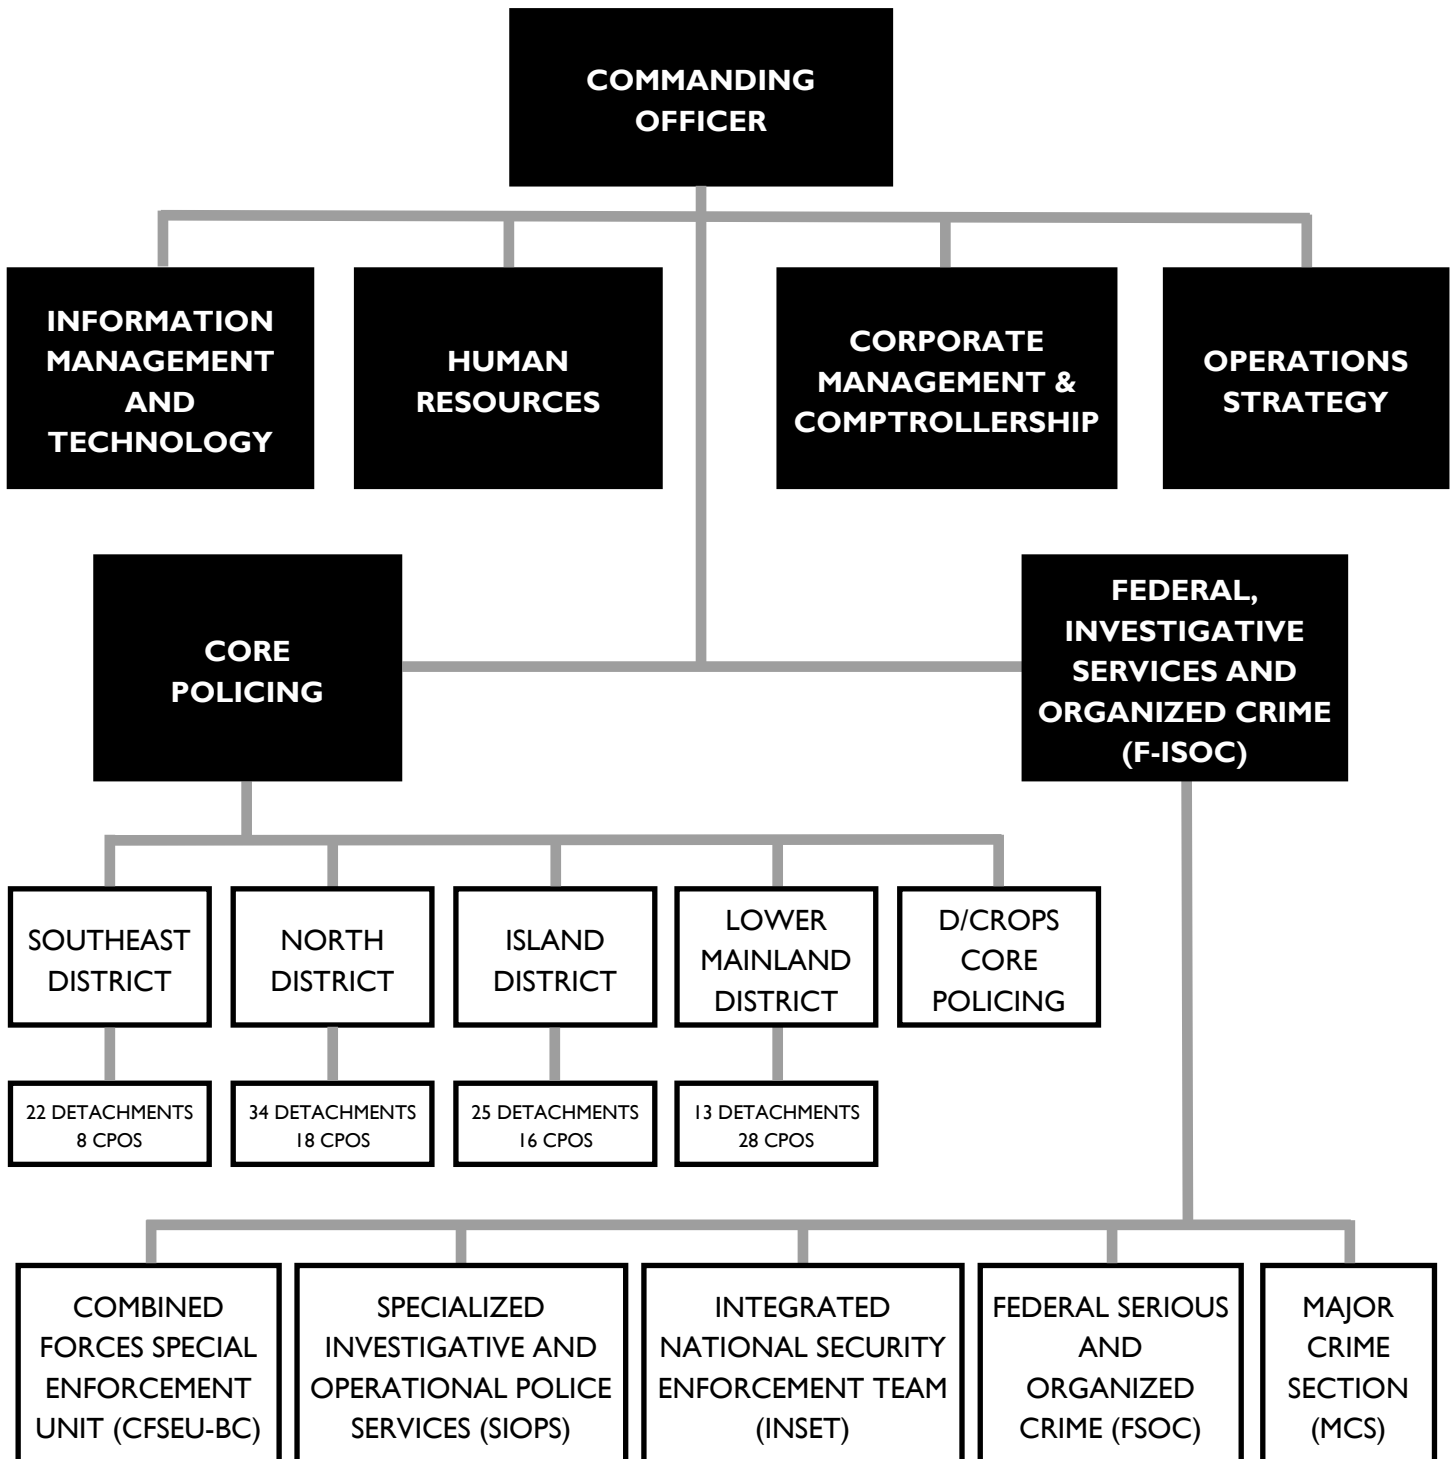 COMMANDING
OFFICER
INFORMATION
MANAGEMENT
AND
TECHNOLOGY
HUMAN
RESOURCES
CORPORATE
MANAGEMENT &
COMPTROLLERSHIP
OPERATIONS
STRATEGY
CORE
POLICING
FEDERAL,
INVESTIGATIVE
SERVICES AND
ORGANIZED CRIME
(F-ISOC)
SOUTHEAST
DISTRICT
NORTH
DISTRICT
ISLAND
DISTRICT
LOWER
MAINLAND
DISTRICT
D/CROPS
CORE
POLICING
22 DETACHMENTS
8 CPOS
34 DETACHMENTS
18 CPOS
25 DETACHMENTS
16 CPOS
13 DETACHMENTS
28 CPOS
COMBINED
FORCES SPECIAL
ENFORCEMENT
UNIT (CFSEU-BC)
SPECIALIZED
INVESTIGATIVE AND
OPERATIONAL POLICE
SERVICES (SIOPS)
INTEGRATED
NATIONAL SECURITY
ENFORCEMENT TEAM
(INSET)
FEDERAL SERIOUS
AND
ORGANIZED
CRIME (FSOC)
MAJOR
CRIME
SECTION
(MCS)